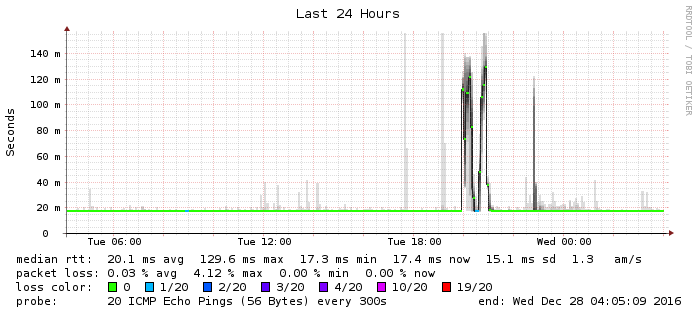 Last 24 Hours
RRDTOOL / TOBI OETIKER
Seconds
140 m
120 m
100 m
80 m
60 m
40 m
20 m
0
Tue 06:00 Tue 12:00 Tue 18:00 Wed 00:00
median rtt: 20.1 ms avg 129.6 ms max 17.3 ms min 17.4 ms now 15.1 ms sd 1.3 am/s
packet loss: 0.03 % avg 4.12 % max 0.00 % min 0.00 % now
loss color: 0 1/20 2/20 3/20 4/20 10/20 19/20
probe: 20 ICMP Echo Pings (56 Bytes) every 300s end: Wed Dec 28 04:05:09 2016